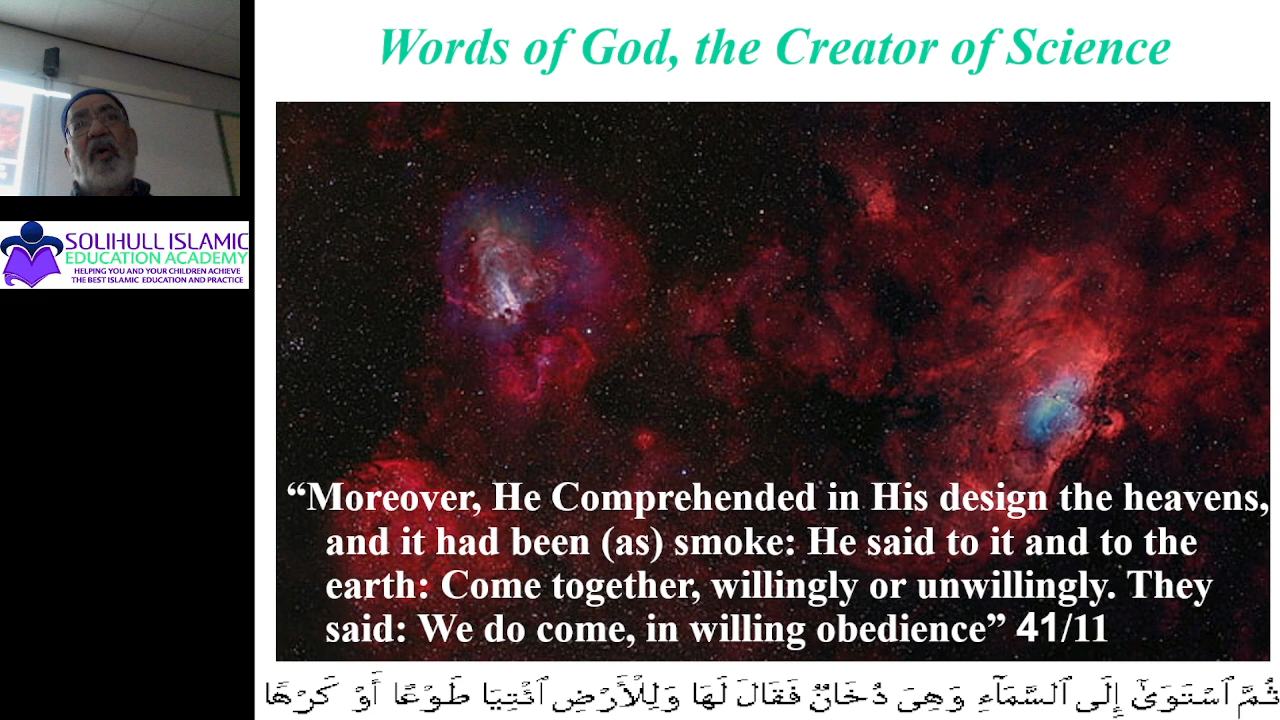 Words of God, the Creator of Science
SOLIHULL ISLAMIC
EDUCATION ACADEMY
HELPING YOU AND YOUR CHILDREN ACHIEVE
THE BEST ISLAMIC EDUCATION AND PRACTICE
“Moreover, He Comprehended in His design the heavens,
and it had been (as) smoke: He said to it and to the
earth: Come together, willingly or unwillingly. They
said: We do come, in willing obedience” 41/11
ثُمَّ ٱسْتَوَىٰٓ إِلَى ٱلسَّمَآءِ وَهِىَ دُخَانٌ فَقَالَ لَهَا وَلِلْأَرْضِ ٱئْتِيَا طَوْعًا أَوْ كَرْهًا